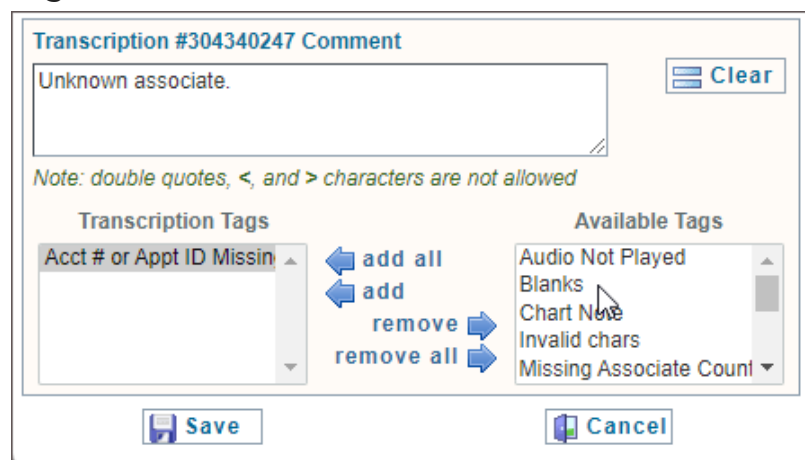 Transcription #304340247 Comment
Unknown associate.
Clear
Note: double quotes, <, and > characters are not allowed
Transcription Tags
Available Tags
Acct # or Appt ID Missin
add all
add
remove
remove all
Audio Not Played
Blanks
Chart Note
Invalid chars
Missing Associate Count
Save
Cancel